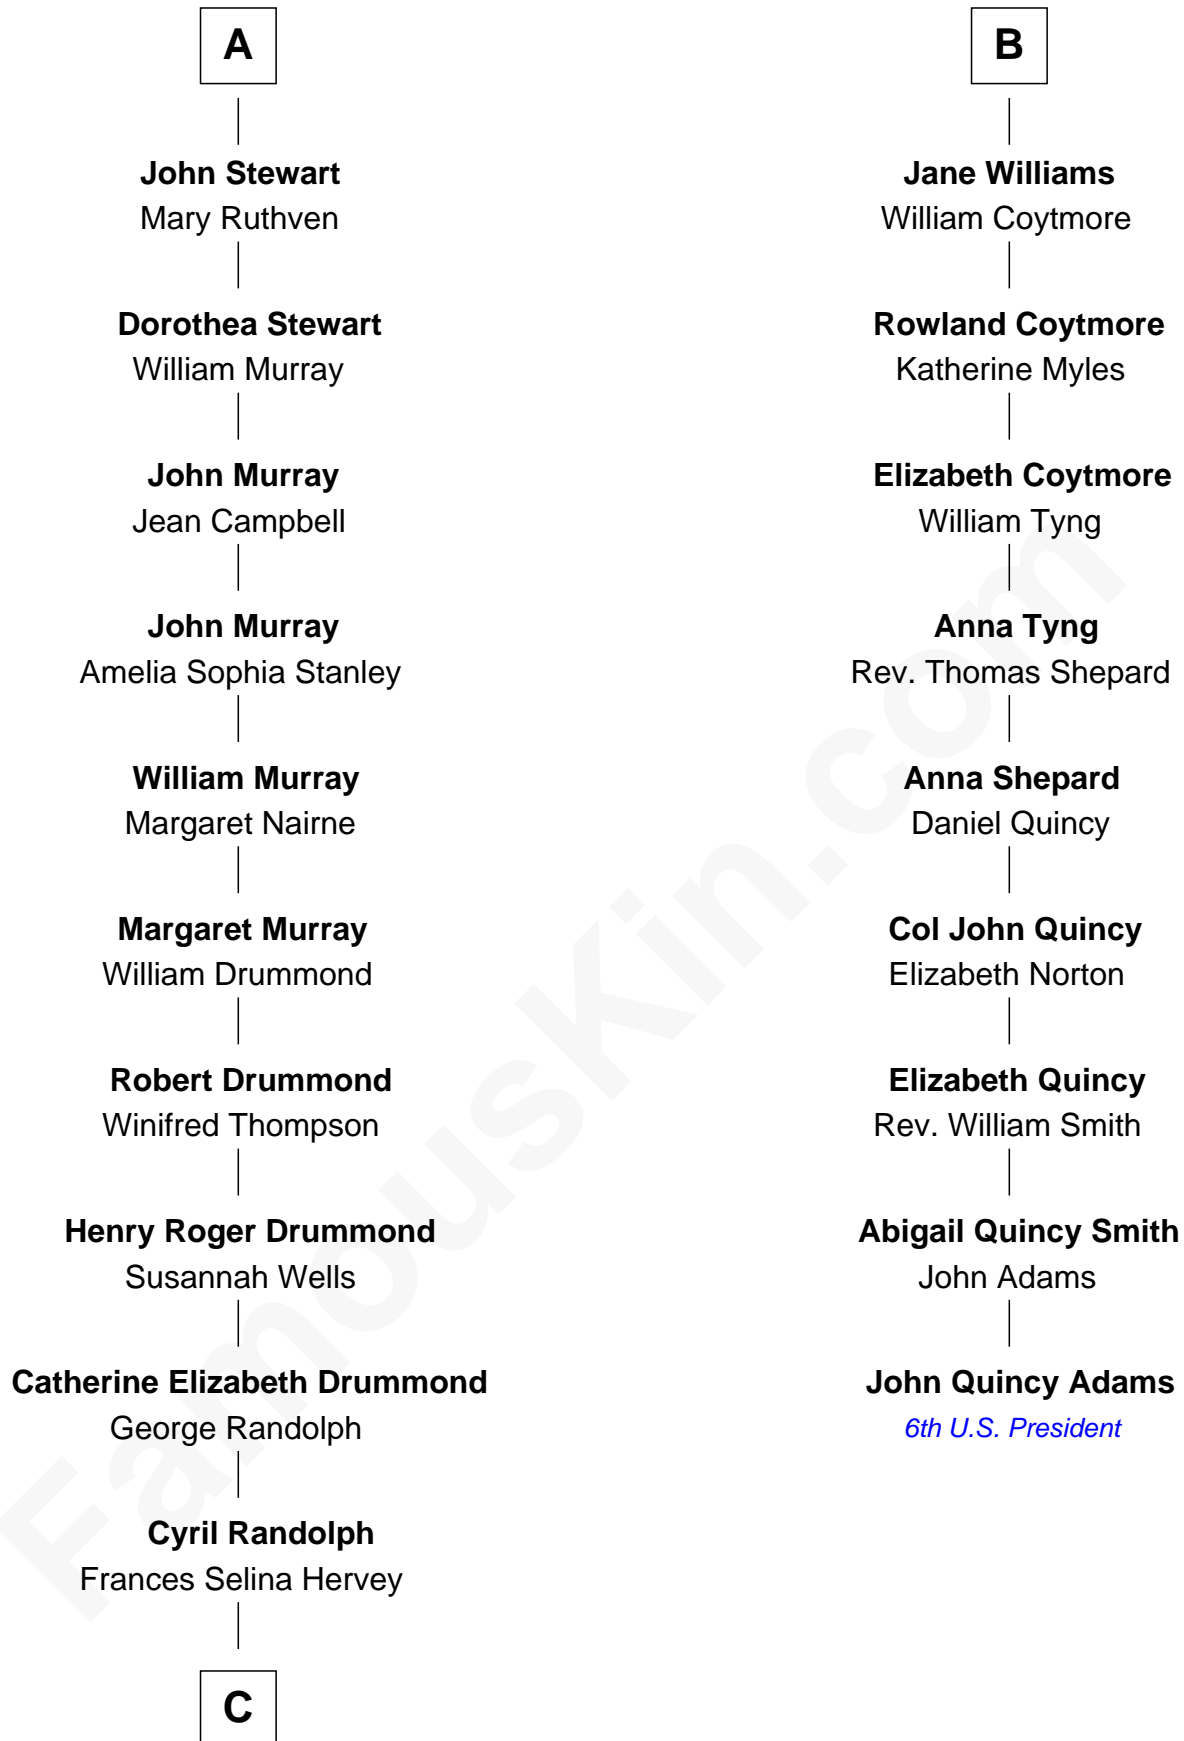 A
John Stewart
Mary Ruthven
Dorothea Stewart
William Murray
John Murray
Jean Campbell
John Murray
Amelia Sophia Stanley
William Murray
Margaret Nairne
Margaret Murray
William Drummond
Robert Drummond
Winifred Thompson
Henry Roger Drummond
Susannah Wells
Catherine Elizabeth Drummond
George Randolph
Cyril Randolph
Frances Selina Hervey
C
B
Jane Williams
William Coytmore
Rowland Coytmore
Katherine Myles
Elizabeth Coytmore
William Tyng
Anna Tyng
Rev. Thomas Shepard
Anna Shepard
Daniel Quincy
Col John Quincy
Elizabeth Norton
Elizabeth Quincy
Rev. William Smith
Abigail Quincy Smith
John Adams
John Quincy Adams
6th U.S. President
FamousKin.com